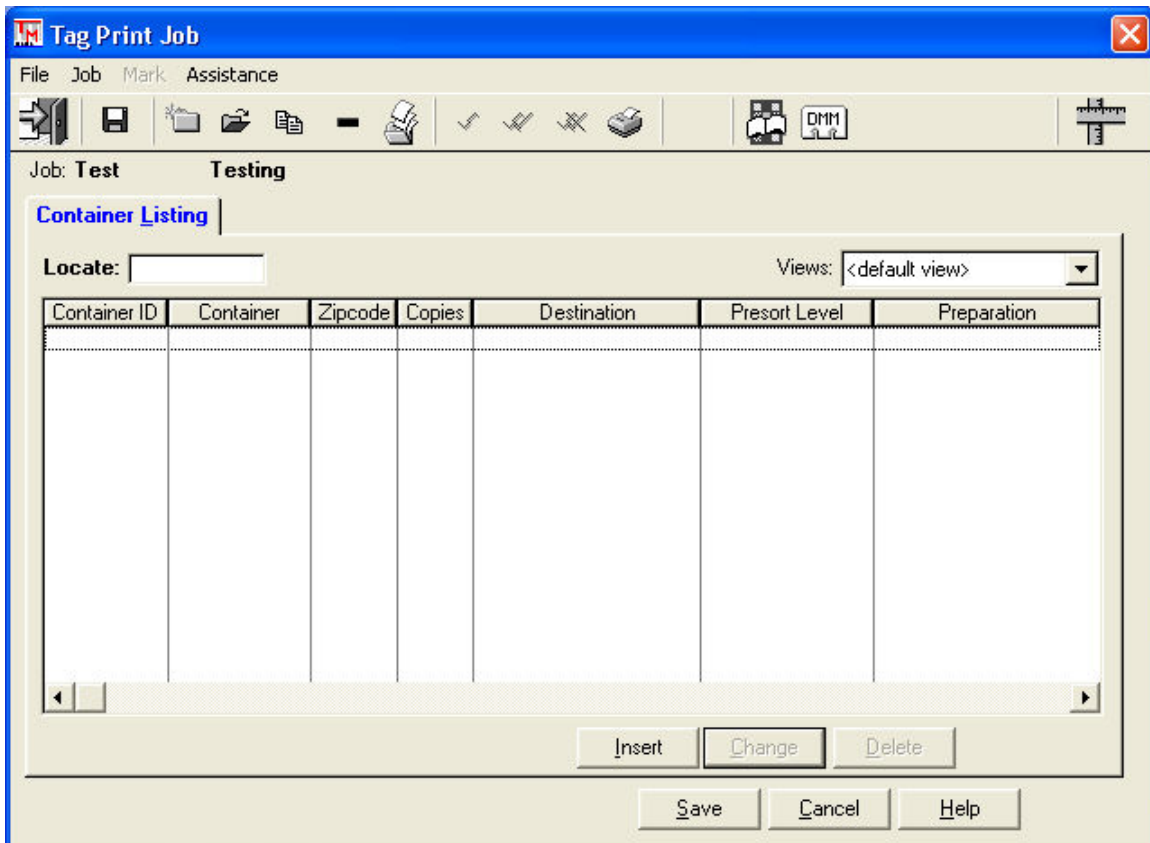 TM Tag Print Job
File Job Mark Assistance
DMM
Job: Test Testing
Container Listing
Locate: Views: <default view>
Container ID Container Zipcode Copies Destination Presort Level Preparation
Insert Change Delete
Save Cancel Help